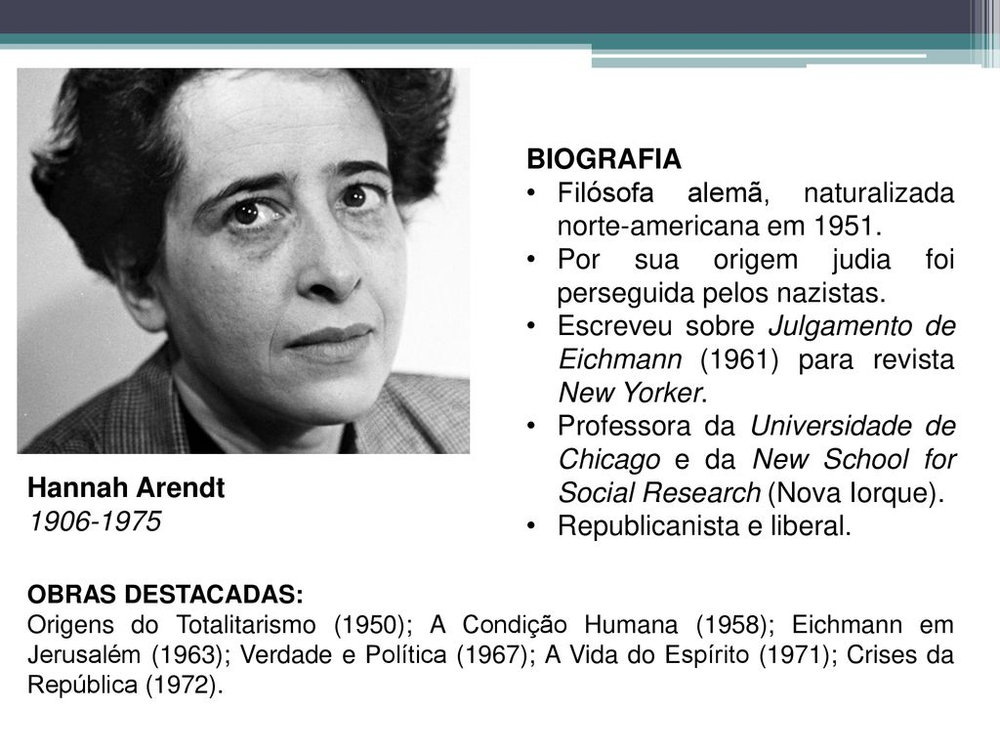 BIOGRAFIA
• Filósofa alemã, naturalizada
norte-americana em 1951.
• Por sua origem judia foi
perseguida pelos nazistas.
• Escreveu sobre Julgamento de
Eichmann (1961) para revista
New Yorker.
• Professora da Universidade de
Chicago e da New School for
Social Research (Nova Iorque).
• Republicanista e liberal.
Hannah Arendt
1906-1975
OBRAS DESTACADAS:
Origens do Totalitarismo (1950); A Condição Humana (1958); Eichmann em
Jerusalém (1963); Verdade e Política (1967); A Vida do Espírito (1971); Crises da
República (1972).